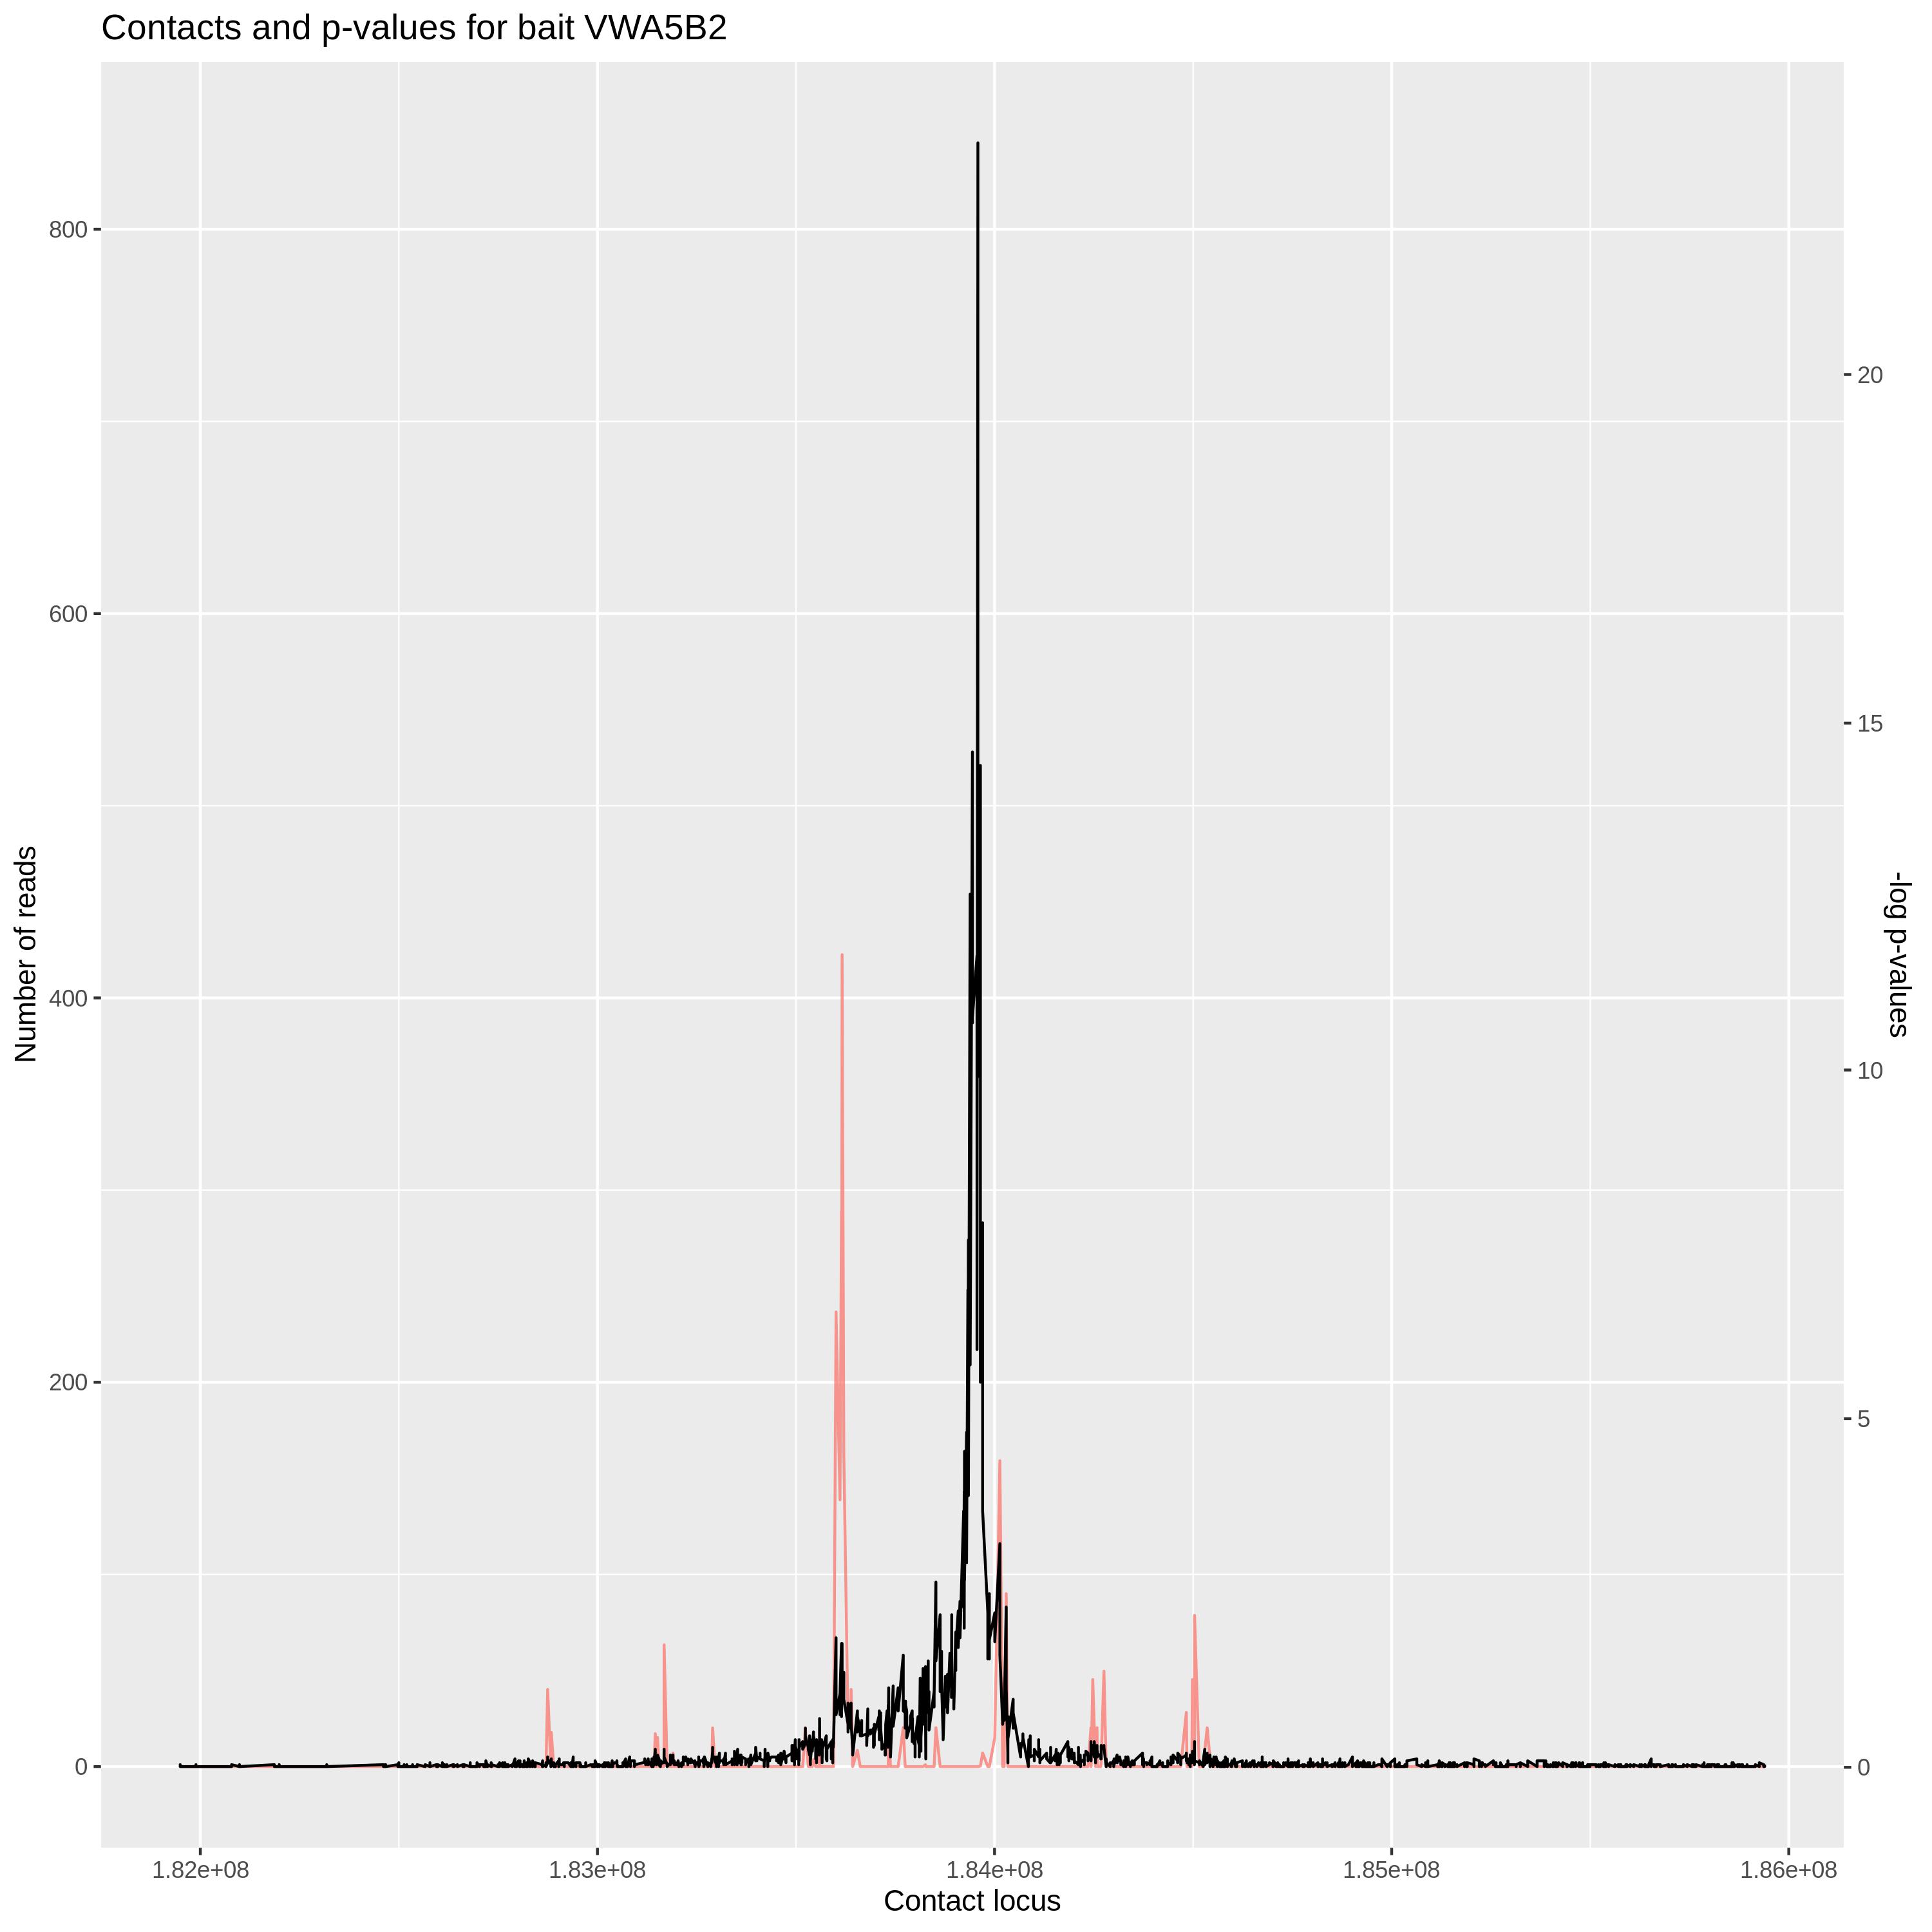 Contacts and p-values for bait VWA5B2
Number of reads
800
600
400
200
0
20
15
10
5
0
-log p-values
1.82e+08 1.83e+08 1.84e+08 1.85e+08 1.86e+08
Contact locus